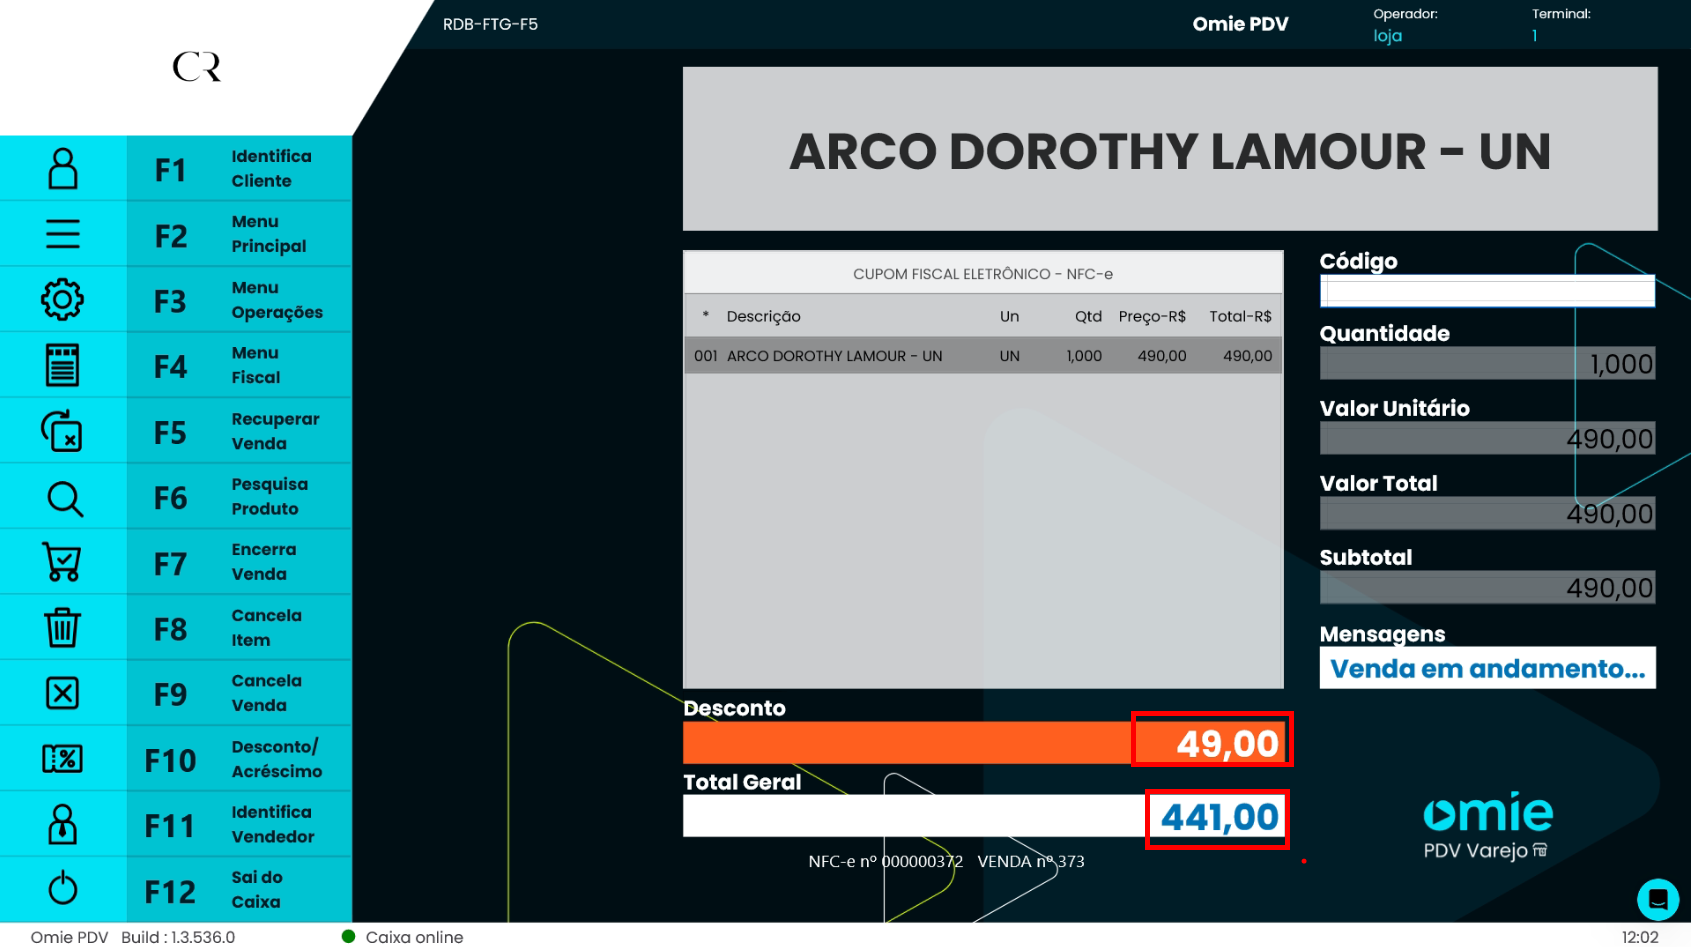 RDB-FTG-F5
Omie PDV
Operador:
loja
Terminal:
1
CR
F1 Identifica Cliente
F2 Menu Principal
F3 Menu Operações
F4 Menu Fiscal
F5 Recuperar Venda
F6 Pesquisa Produto
F7 Encerra Venda
F8 Cancela Item
F9 Cancela Venda
F10 Desconto/ Acréscimo
F11 Identifica Vendedor
F12 Sai do Caixa
ARCO DOROTHY LAMOUR - UN
CUPOM FISCAL ELETRÔNICO - NFC-e
* Descrição Un Qtd Preço-R$ Total-R$
001 ARCO DOROTHY LAMOUR - UN UN 1,000 490,00 490,00
Código
Quantidade
1,000
Valor Unitário
490,00
Valor Total
490,00
Subtotal
490,00
Mensagens
Venda em andamento...
Desconto
49,00
Total Geral
441,00
NFC-e nº 000000372 VENDA nº 373
omie
PDV Varejo
Omie PDV Build : 1.3.536.0
Caixa online
12:02